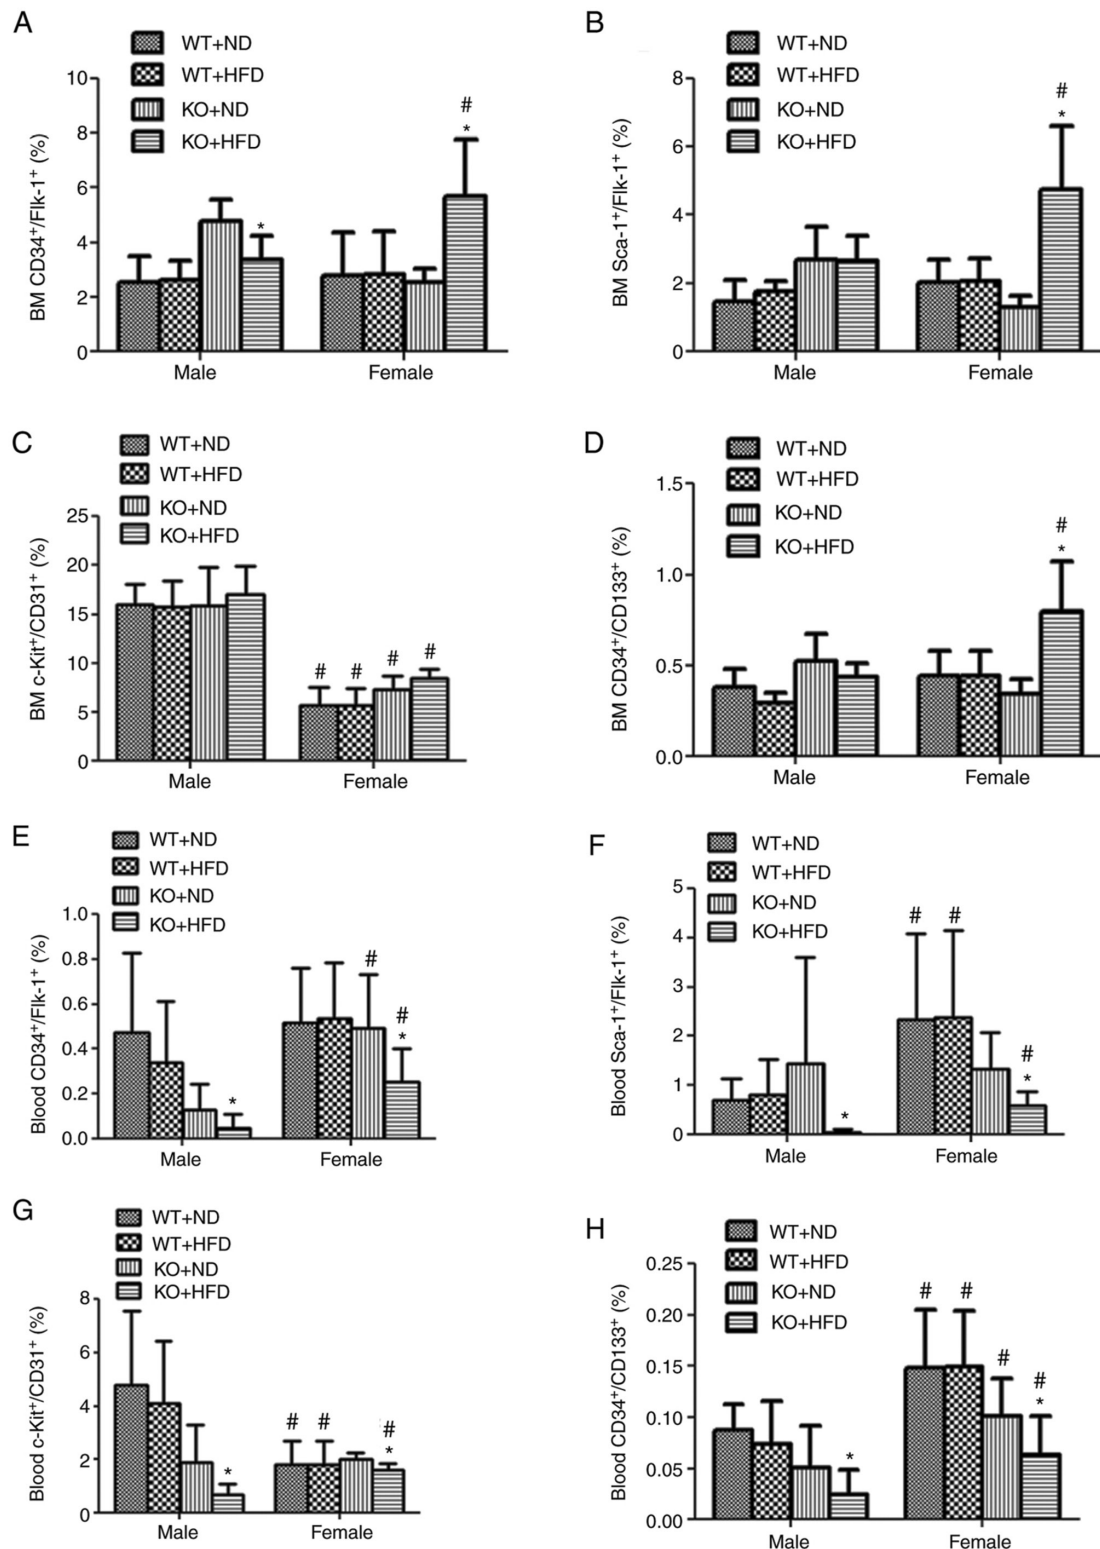 A
WT+ND
WT+HFD
KO+ND
KO+HFD
BM CD34⁺/Flk-1⁺ (%)
10
8
6
4
2
0
*
#
*
Male
Female
B
WT+ND
WT+HFD
KO+ND
KO+HFD
BM Sca-1⁺/Flk-1⁺ (%)
8
6
4
2
0
#
*
Male
Female
C
WT+ND
WT+HFD
KO+ND
KO+HFD
BM c-Kit⁺/CD31⁺ (%)
25
20
15
10
5
0
# # # #
Male
Female
D
WT+ND
WT+HFD
KO+ND
KO+HFD
BM CD34⁺/CD133⁺ (%)
1.5
1.0
0.5
0.0
#
*
Male
Female
E
WT+ND
WT+HFD
KO+ND
KO+HFD
Blood CD34⁺/Flk-1⁺ (%)
1.0
0.8
0.6
0.4
0.2
0.0
*
#
#
*
Male
Female
F
WT+ND
WT+HFD
KO+ND
KO+HFD
Blood Sca-1⁺/Flk-1⁺ (%)
5
4
3
2
1
0
*
# #
#
*
Male
Female
G
WT+ND
WT+HFD
KO+ND
KO+HFD
Blood c-Kit⁺/CD31⁺ (%)
8
6
4
2
0
*
# #
#
*
Male
Female
H
WT+ND
WT+HFD
KO+ND
KO+HFD
Blood CD34⁺/CD133⁺ (%)
0.25
0.20
0.15
0.10
0.05
0.00
*
# #
#
#
*
Male
Female